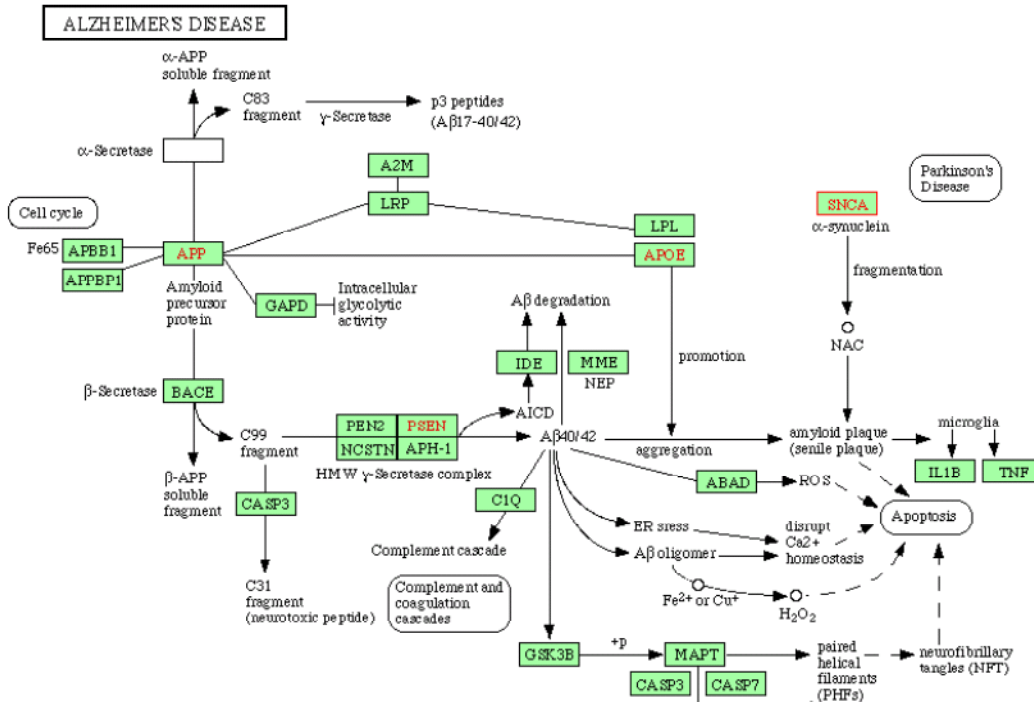 ALZHEIMER'S DISEASE
α-APP
soluble fragment
C83
fragment
γ-Secretase
p3 peptides
(Aβ17-40/42)
α-Secretase
A2M
LRP
Parkinson's
Disease
SNCA
α-synuclein
Cell cycle
LPL
Fe65
APBB1
APP
APOE
APPBP1
Amyloid
precursor
protein
GAPD
Intracellular
glycolytic
activity
Aβ degradation
fragmentation
NAC
IDE
MME
NEP
promotion
β-Secretase
BACE
AICD
C99
fragment
PEN2
PSEN
NCSTN
APH-1
HMW γ-Secretase complex
Aβ40/42
aggregation
amyloid plaque
(senile plaque)
microglia
IL1B
TNF
β-APP
soluble
fragment
CASP3
C1Q
ABAD
ROS
Apoptosis
ER sress
disrupt
Ca2+
homeostasis
Complement cascade
Aβ oligomer
C31
fragment
(neurotoxic peptide)
Complement and
coagulation
cascades
Fe2+ or Cu+
H2O2
GSK3B
+p
MAPT
paired
helical
filaments
(PHFs)
neurofibrillary
tangles (NFT)
CASP3
CASP7